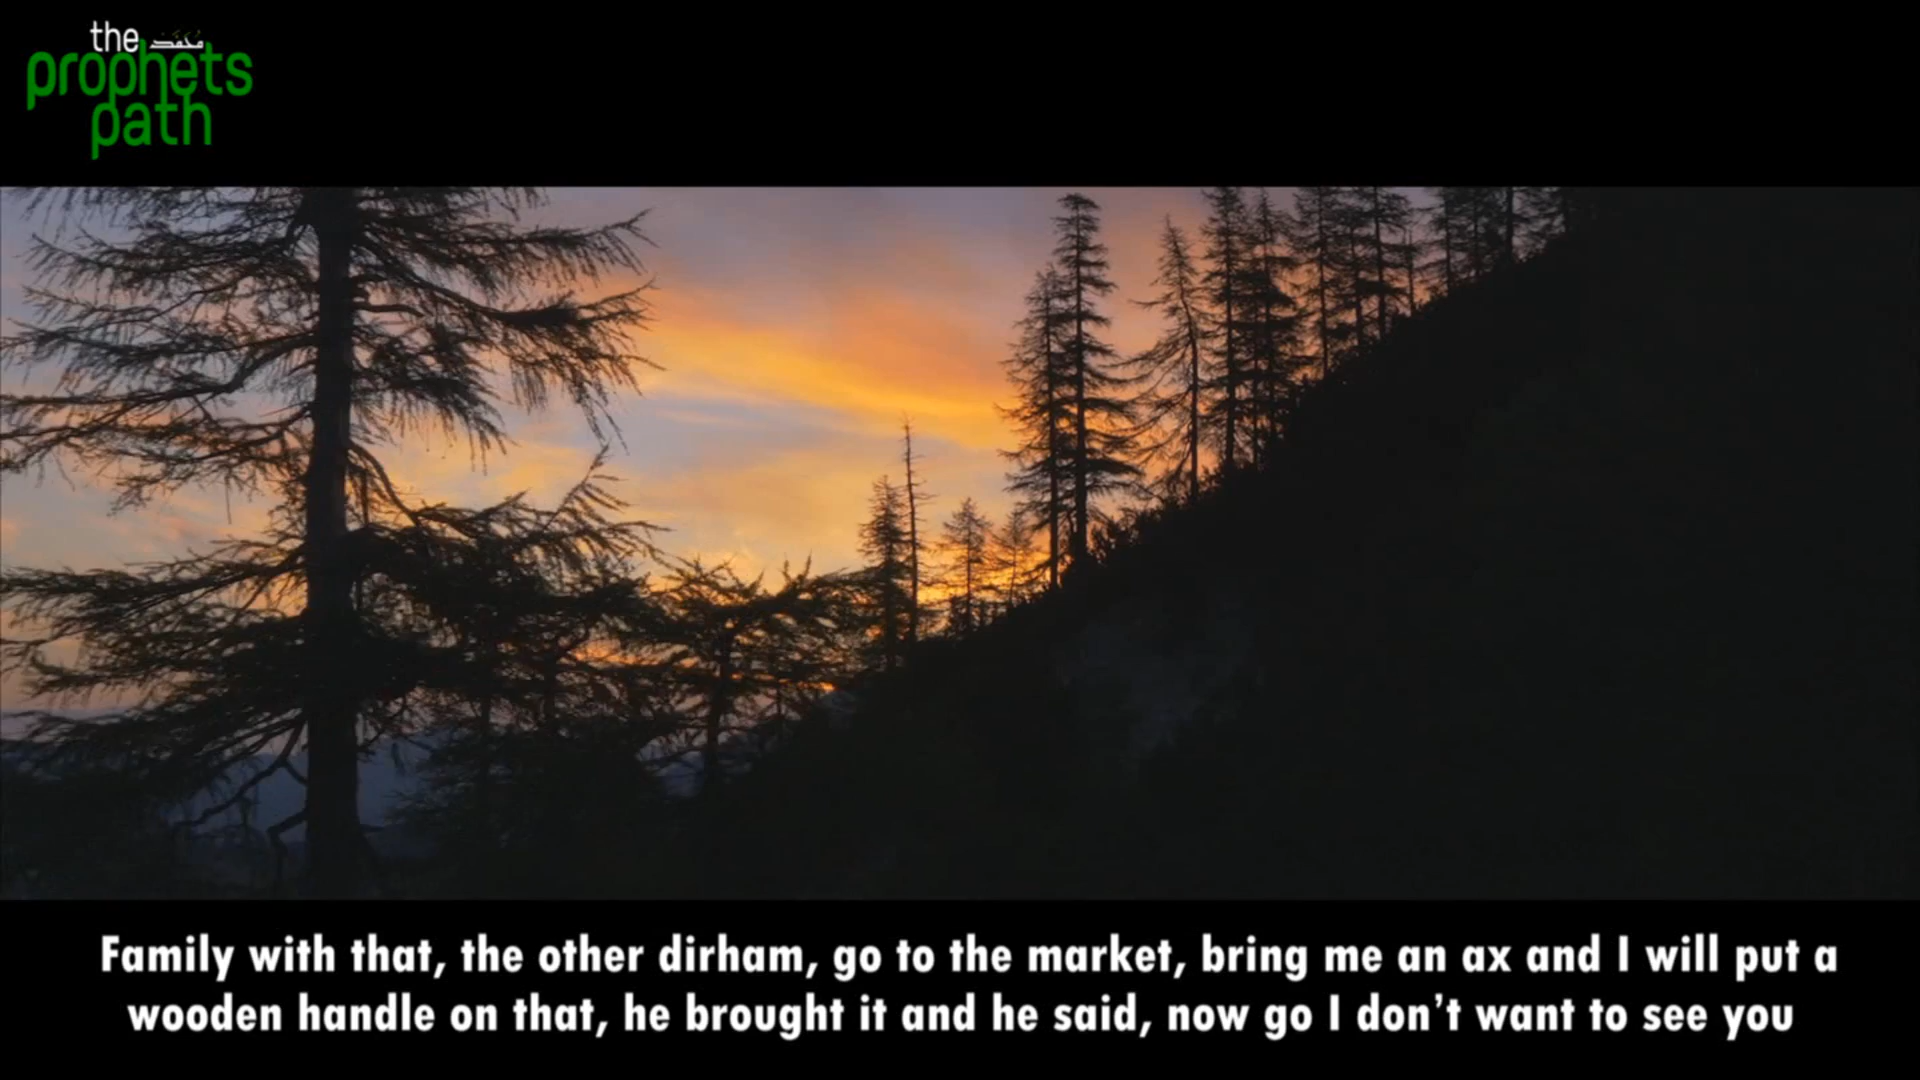 the محمد
prophets
path
Family with that, the other dirham, go to the market, bring me an ax and I will put a
wooden handle on that, he brought it and he said, now go I don't want to see you